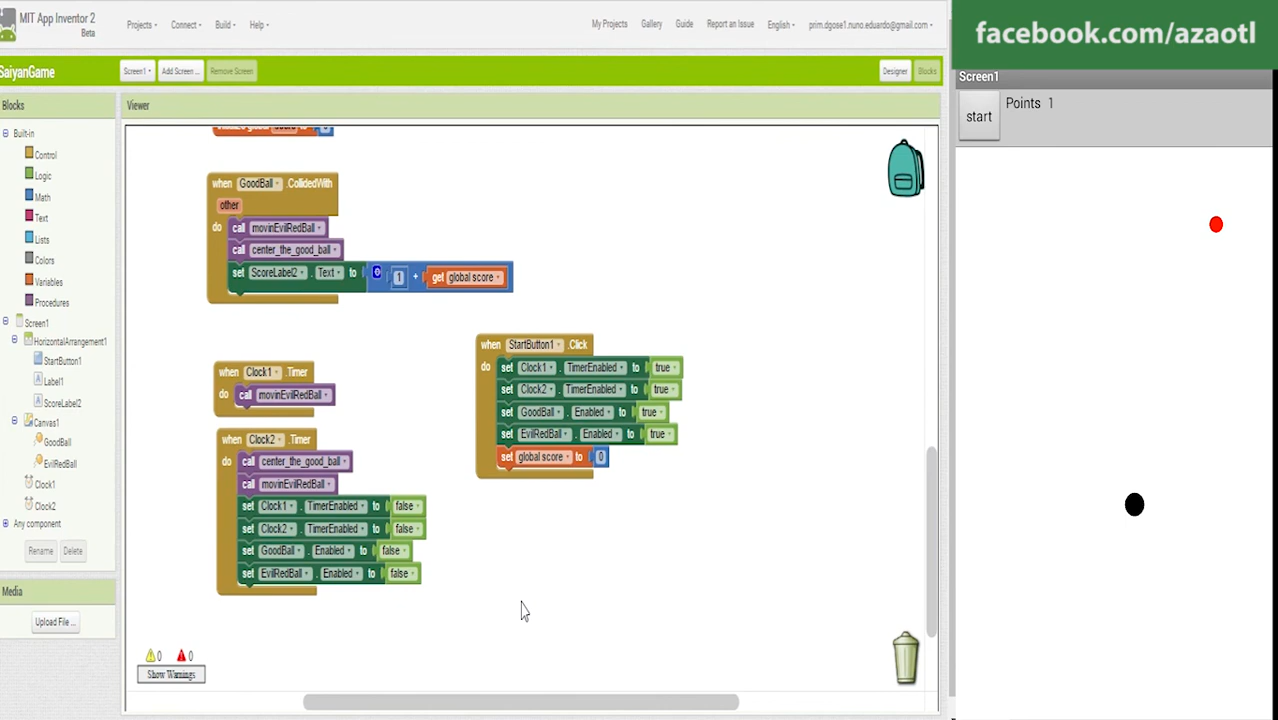 MIT App Inventor 2
Beta
Projects
Connect
Build
Help
My Projects
Gallery
Guide
Report an Issue
English
prim.dgose1.nuno.eduardo@gmail.com
facebook.com/azaotl
SaiyanGame
Screen1
Add Screen ...
Remove Screen
Designer
Blocks
Screen1
Blocks
Viewer
start
Points 1
Built-in
Control
Logic
Math
Text
Lists
Colors
Variables
Procedures
Screen1
HorizontalArrangement1
StartButton1
Label1
ScoreLabel2
Canvas1
GoodBall
EvilRedBall
Clock1
Clock2
Any component
Rename
Delete
Media
Upload File ...
when GoodBall .CollidedWith
other
do call movinEvilRedBall
call center_the_good_ball
set ScoreLabel2 . Text to 1 + get global score
when Clock1 .Timer
do call movinEvilRedBall
when Clock2 .Timer
do call center_the_good_ball
call movinEvilRedBall
set Clock1 . TimerEnabled to false
set Clock2 . TimerEnabled to false
set GoodBall . Enabled to false
set EvilRedBall . Enabled to false
when StartButton1 .Click
do set Clock1 . TimerEnabled to true
set Clock2 . TimerEnabled to true
set GoodBall . Enabled to true
set EvilRedBall . Enabled to true
set global score to 0
0 0
Show Warnings